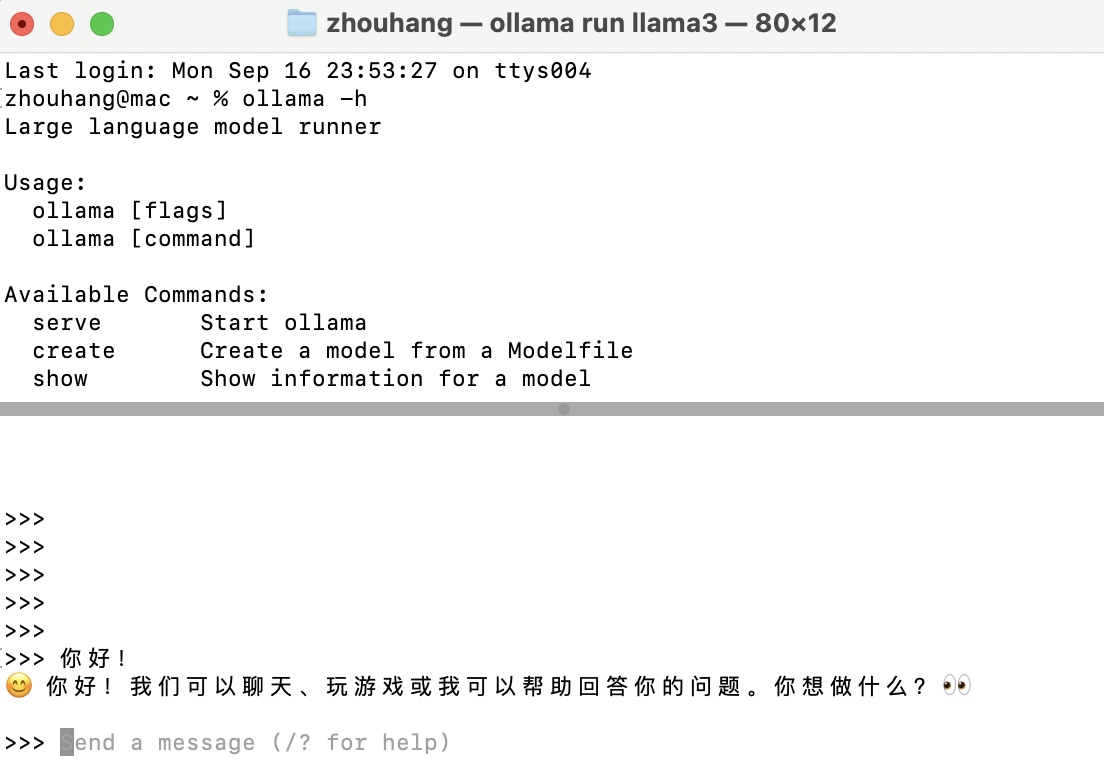 zhouhang — ollama run llama3 — 80×12
Last login: Mon Sep 16 23:53:27 on ttys004
zhouhang@mac ~ % ollama -h
Large language model runner
Usage:
ollama [flags]
ollama [command]
Available Commands:
serve Start ollama
create Create a model from a Modelfile
show Show information for a model
>>>
>>>
>>>
>>>
>>>
>>> 你好！
😊 你好！我们可以聊天、玩游戏或我可以帮助回答你的问题。你想做什么？👀
>>> Send a message (/? for help)